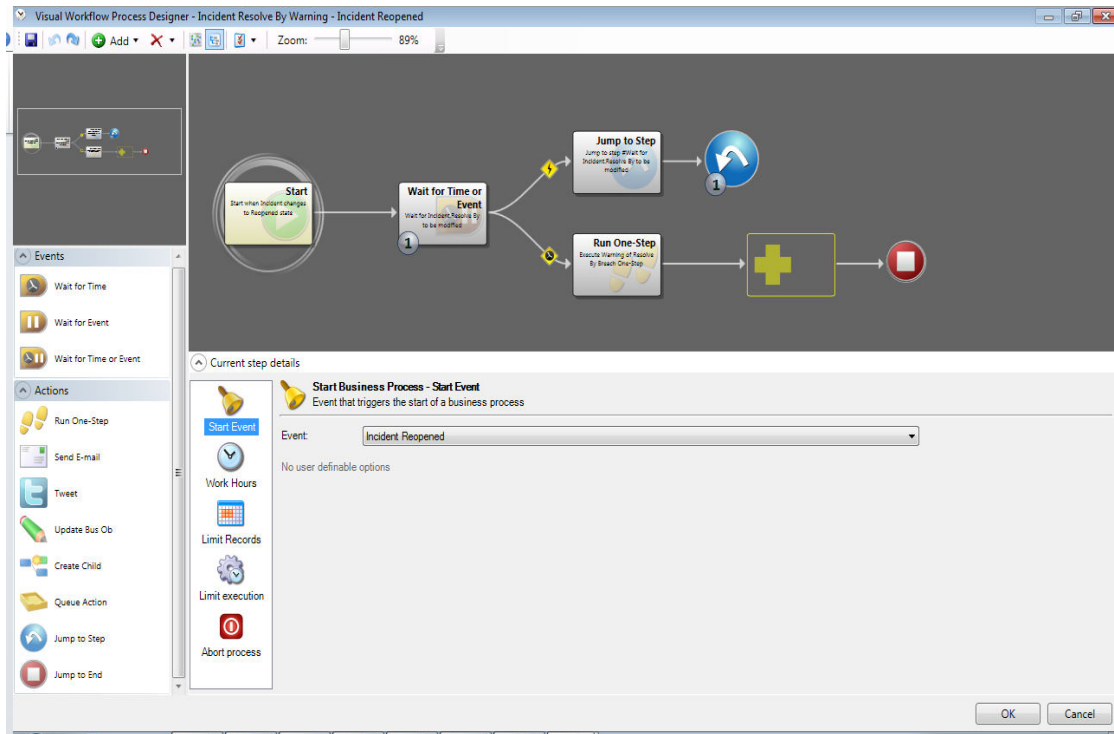 Visual Workflow Process Designer - Incident Resolve By Warning - Incident Reopened
Add
Zoom:
89%
Start
Start when Incident changes
to Reopened state
Wait for Time or
Event
Wait for Incident.Resolve By
to be modified
1
Jump to Step
Jump to step #Wait for
Incident.Resolve By to be
modified
1
Run One-Step
Execute Warning of Resolve
By Breach One-Step
Events
Wait for Time
Wait for Event
Wait for Time or Event
Actions
Run One-Step
Send E-mail
Tweet
Update Bus Ob
Create Child
Queue Action
Jump to Step
Jump to End
Current step details
Start Event
Work Hours
Limit Records
Limit execution
Abort process
Start Business Process - Start Event
Event that triggers the start of a business process
Event:
Incident Reopened
No user definable options
OK
Cancel